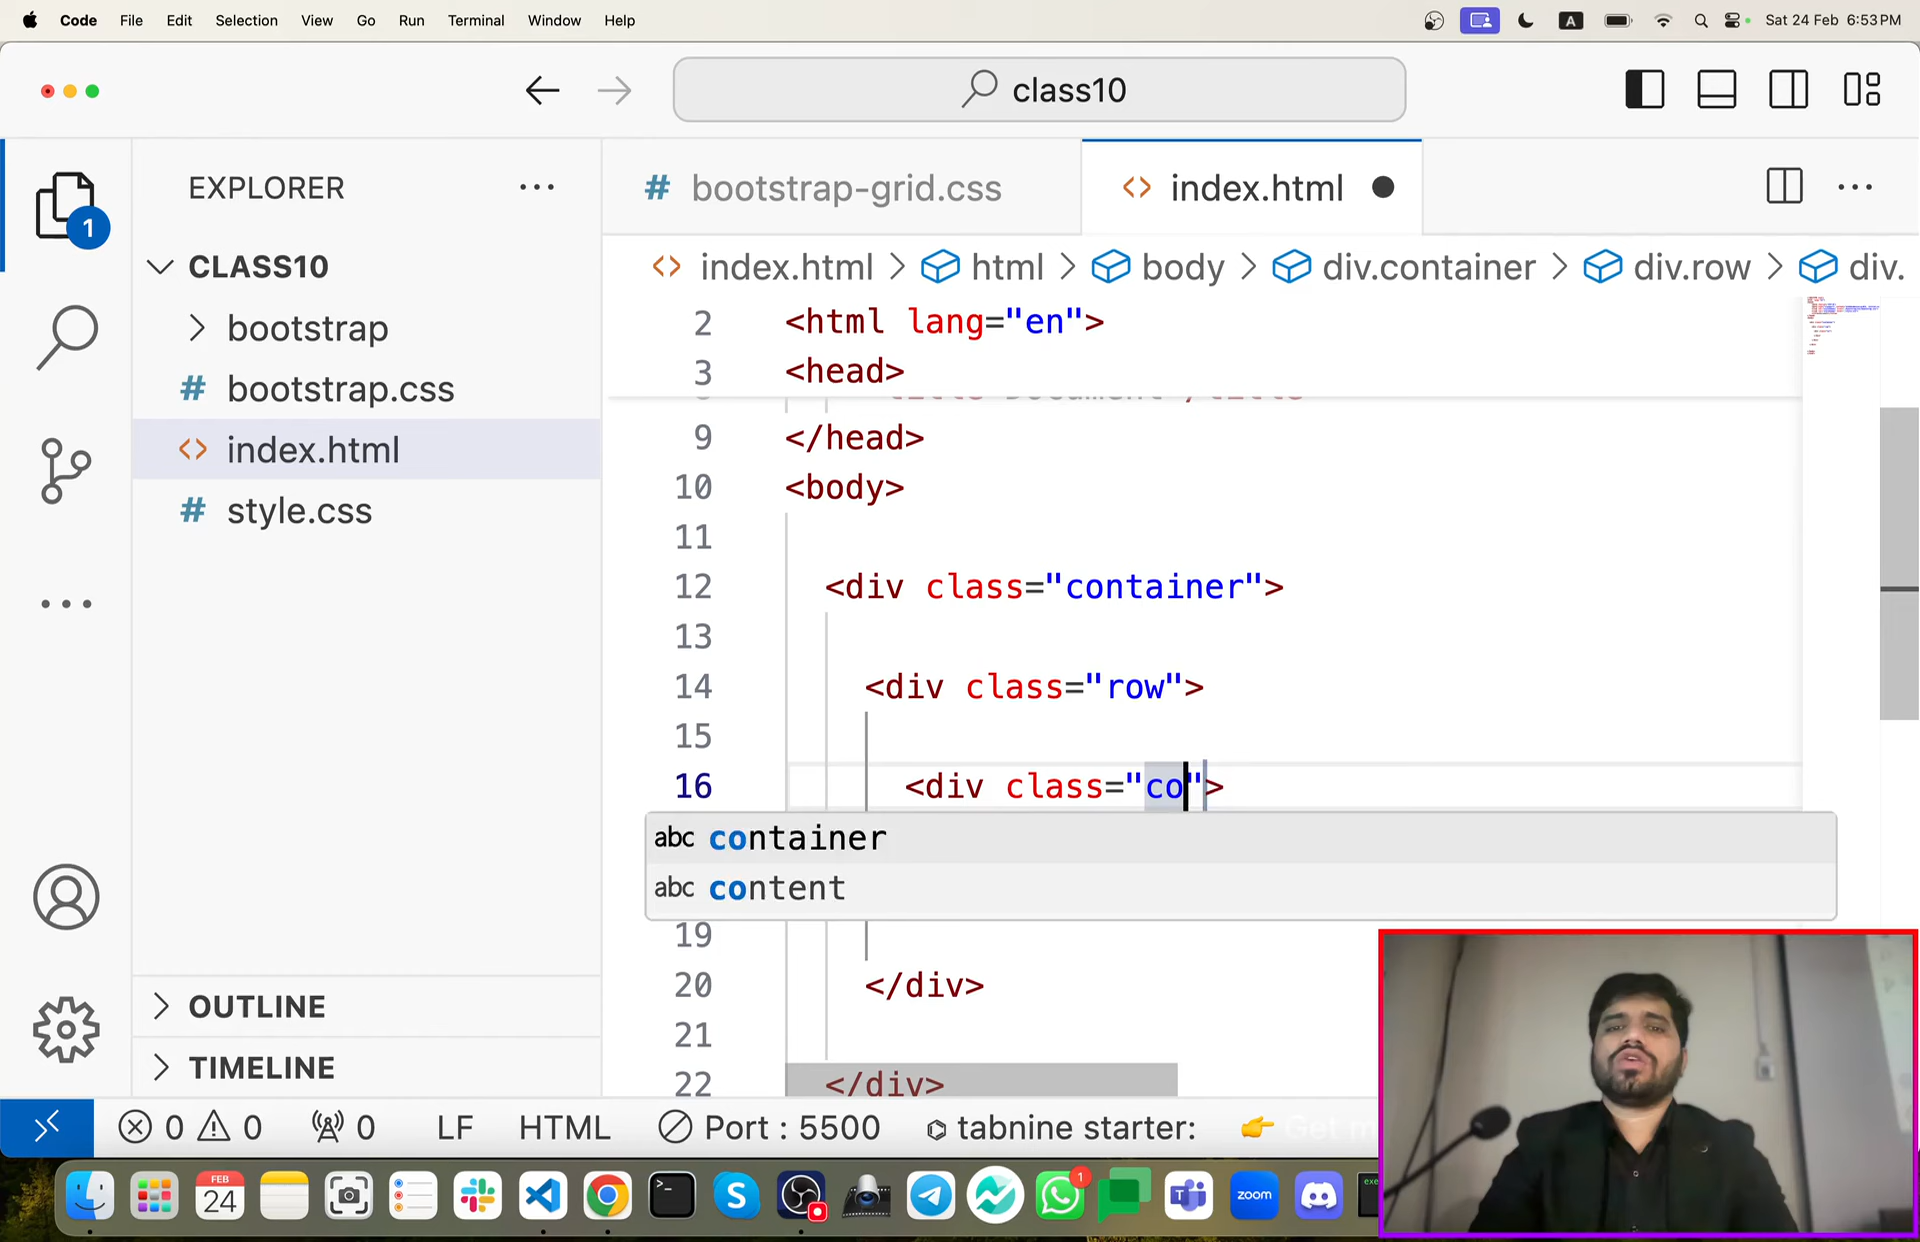 Code File Edit Selection View Go Run Terminal Window Help
A Sat 24 Feb 6:53 PM
class10
EXPLORER ...
# bootstrap-grid.css
<> index.html ●
1
<> index.html > html > body > div.container > div.row > div.
CLASS10
> bootstrap
# bootstrap.css
<> index.html
# style.css
OUTLINE
TIMELINE
2 <html lang="en">
3 <head>
9 </head>
10 <body>
11
12 <div class="container">
13
14 <div class="row">
15
16 <div class="co">
abc container
abc content
19
20 </div>
21
22 </div>
0 0 0 LF HTML Port : 5500 tabnine starter: 👉 Get m
FEB
24
>_
S
1
zoom
exe